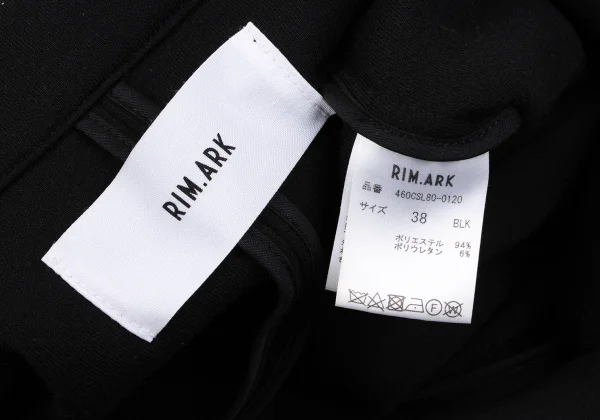 RIM.ARK
RIM.ARK
品番
460CSL80-0120
サイズ 38 BLK
ポリエステル 94%
ポリウレタン 6%
F W